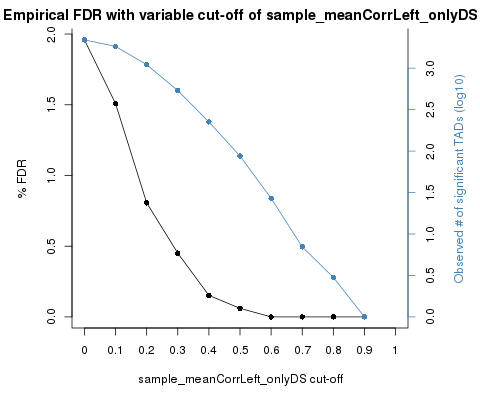 Empirical FDR with variable cut-off of sample_meanCorrLeft_onlyDS
% FDR
2.0
1.5
1.0
0.5
0.0
0 0.1 0.2 0.3 0.4 0.5 0.6 0.7 0.8 0.9 1
sample_meanCorrLeft_onlyDS cut-off
3.0
2.5
2.0
1.5
1.0
0.5
0.0
Observed # of significant TADs (log10)